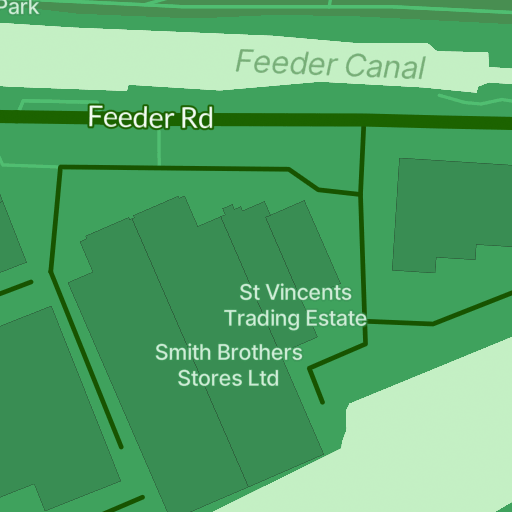 Park
Feeder Canal
Feeder Rd
St Vincents
Trading Estate
Smith Brothers
Stores Ltd